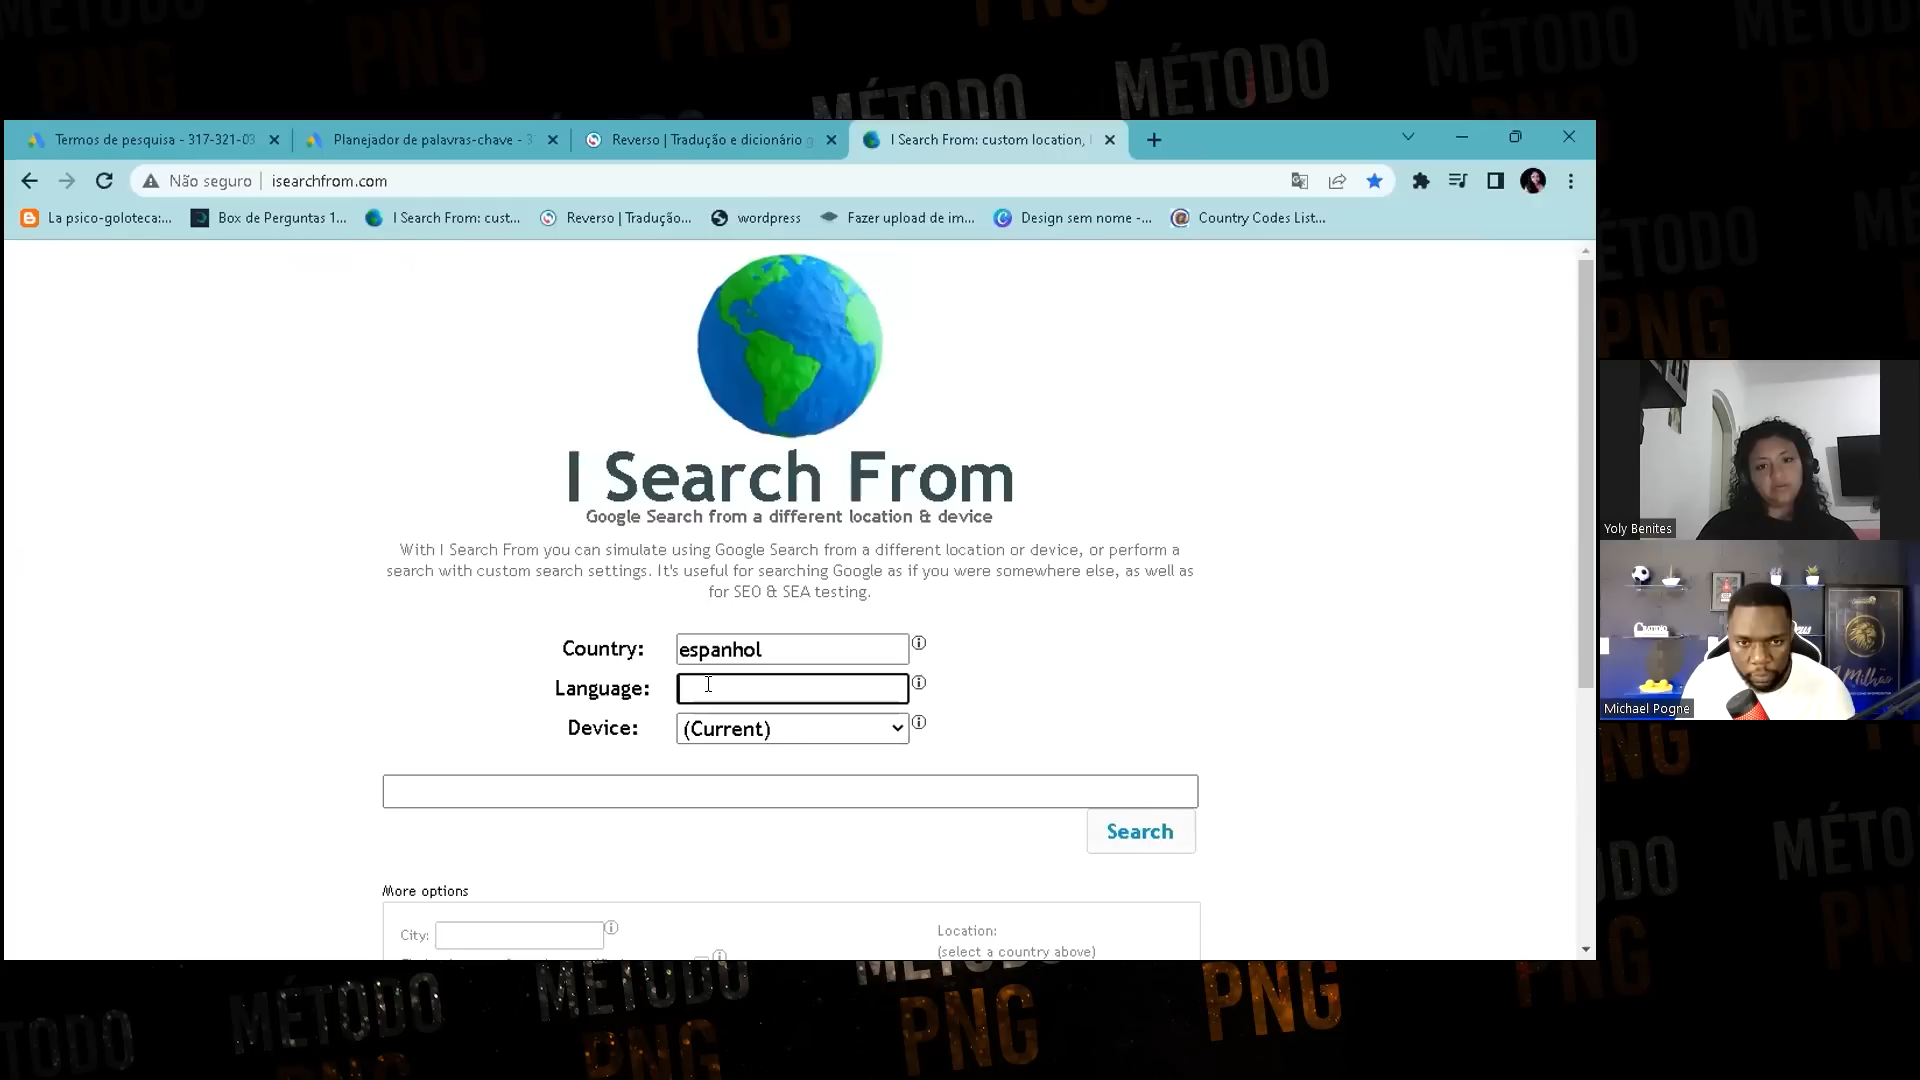 MÉTODO
PNG
Termos de pesquisa - 317-321-03
Planejador de palavras-chave - 3
Reverso | Tradução e dicionário g
I Search From: custom location, l
Não seguro
isearchfrom.com
La psico-goloteca:...
Box de Perguntas 1...
I Search From: cust...
Reverso | Tradução...
wordpress
Fazer upload de im...
Design sem nome -...
Country Codes List...
I Search From
Google Search from a different location & device
With I Search From you can simulate using Google Search from a different location or device, or perform a
search with custom search settings. It's useful for searching Google as if you were somewhere else, as well as
for SEO & SEA testing.
Country: espanhol
Language:
Device: (Current)
Search
More options
City:
Location:
(select a country above)
Yoly Benites
Michael Pogne
1 Milhão
MÉTODO
PNG